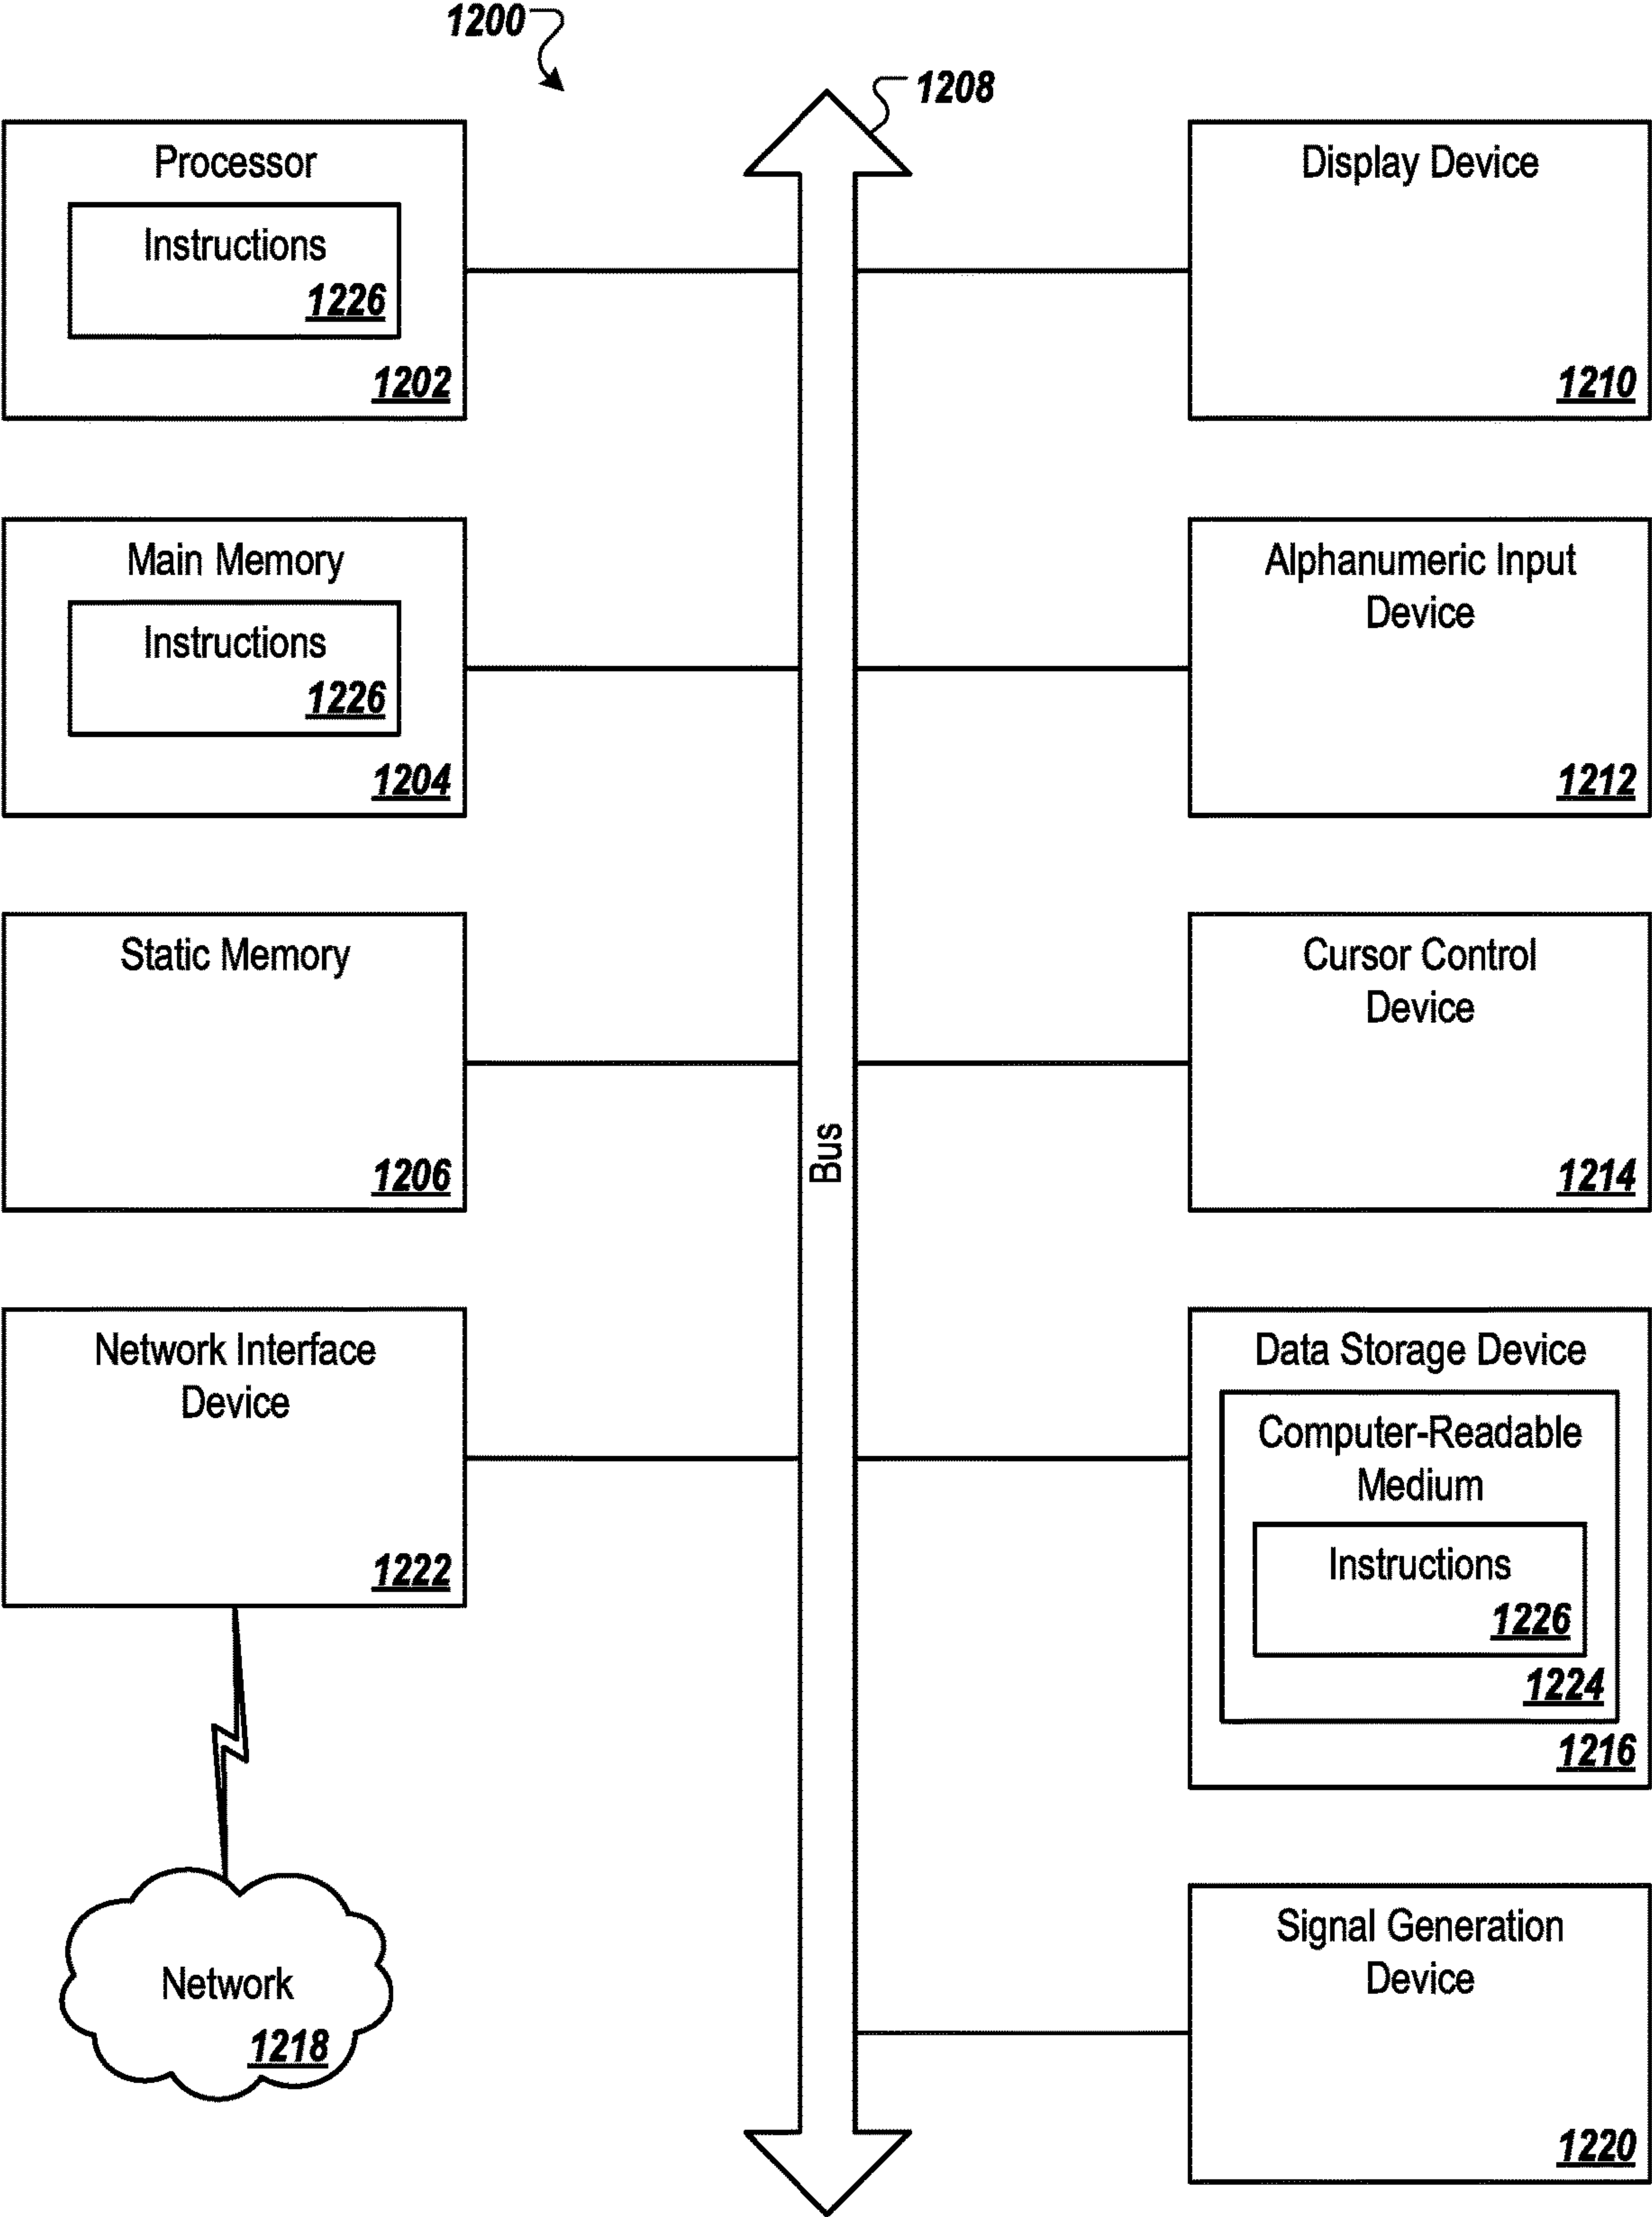 1200
1208
Processor
Instructions
1226
1202
Display Device
1210
Main Memory
Instructions
1226
1204
Alphanumeric Input
Device
1212
Static Memory
1206
Cursor Control
Device
1214
Bus
Network Interface
Device
1222
Data Storage Device
Computer-Readable
Medium
Instructions
1226
1224
1216
Network
1218
Signal Generation
Device
1220